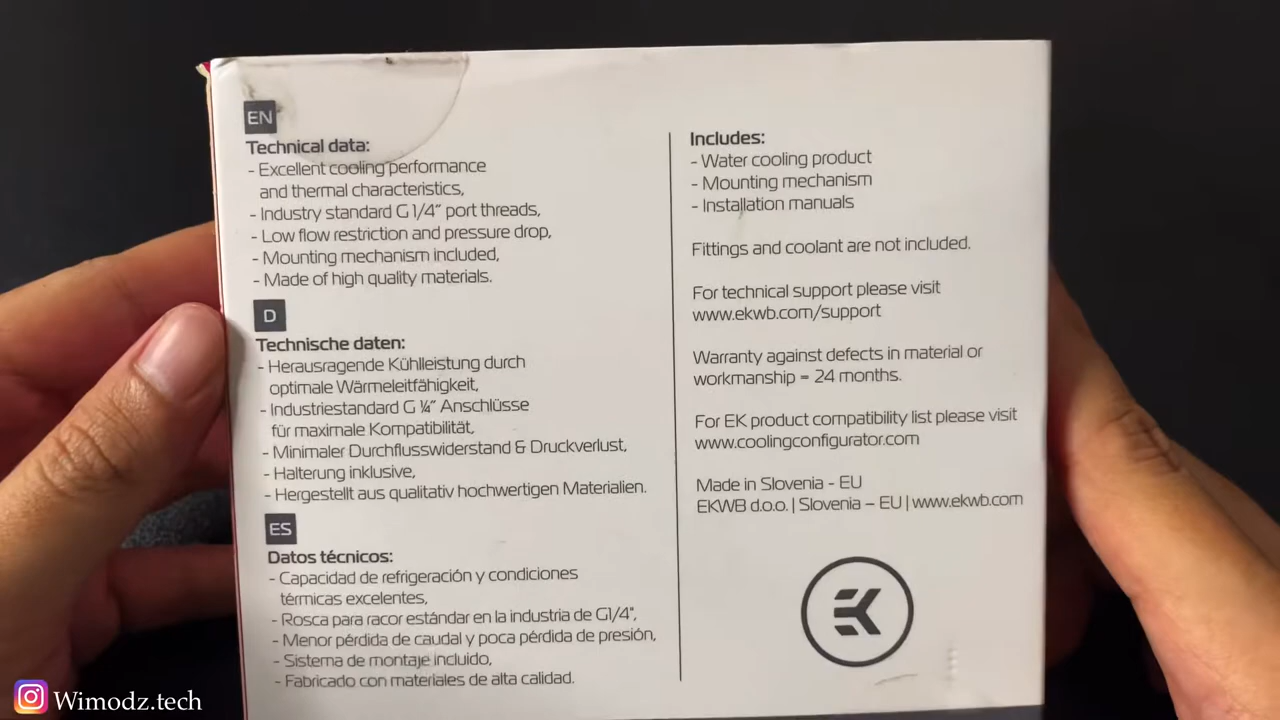 EN
Technical data:
- Excellent cooling performance
and thermal characteristics,
- Industry standard G 1/4" port threads,
- Low flow restriction and pressure drop,
- Mounting mechanism included,
- Made of high quality materials.
D
Technische daten:
- Herausragende Kühlleistung durch
optimale Wärmeleitfähigkeit,
- Industriestandard G ¼" Anschlüsse
für maximale Kompatibilität,
- Minimaler Durchflusswiderstand & Druckverlust,
- Halterung inklusive,
- Hergestellt aus qualitativ hochwertigen Materialien.
ES
Datos técnicos:
- Capacidad de refrigeración y condiciones
térmicas excelentes,
- Rosca para racor estándar en la industria de G1/4",
- Menor pérdida de caudal y poca pérdida de presión,
- Sistema de montaje incluido,
- Fabricado con materiales de alta calidad.
Includes:
- Water cooling product
- Mounting mechanism
- Installation manuals
Fittings and coolant are not included.
For technical support please visit
www.ekwb.com/support
Warranty against defects in material or
workmanship = 24 months.
For EK product compatibility list please visit
www.coolingconfigurator.com
Made in Slovenia - EU
EKWB d.o.o. | Slovenia – EU | www.ekwb.com
EK
Wimodz.tech